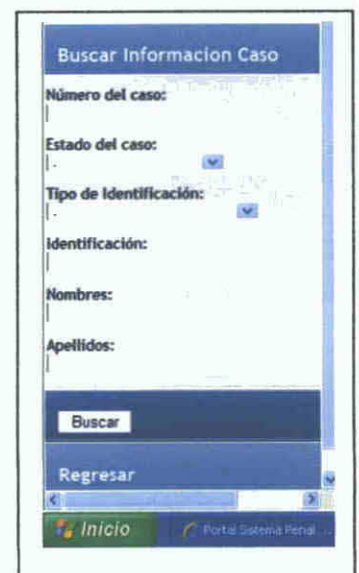 Buscar Informacion Caso
Número del caso:
Estado del caso:
-
Tipo de Identificación:
-
Identificación:
Nombres:
Apellidos:
Buscar
Regresar
Inicio
Portal Sistema Penal ...